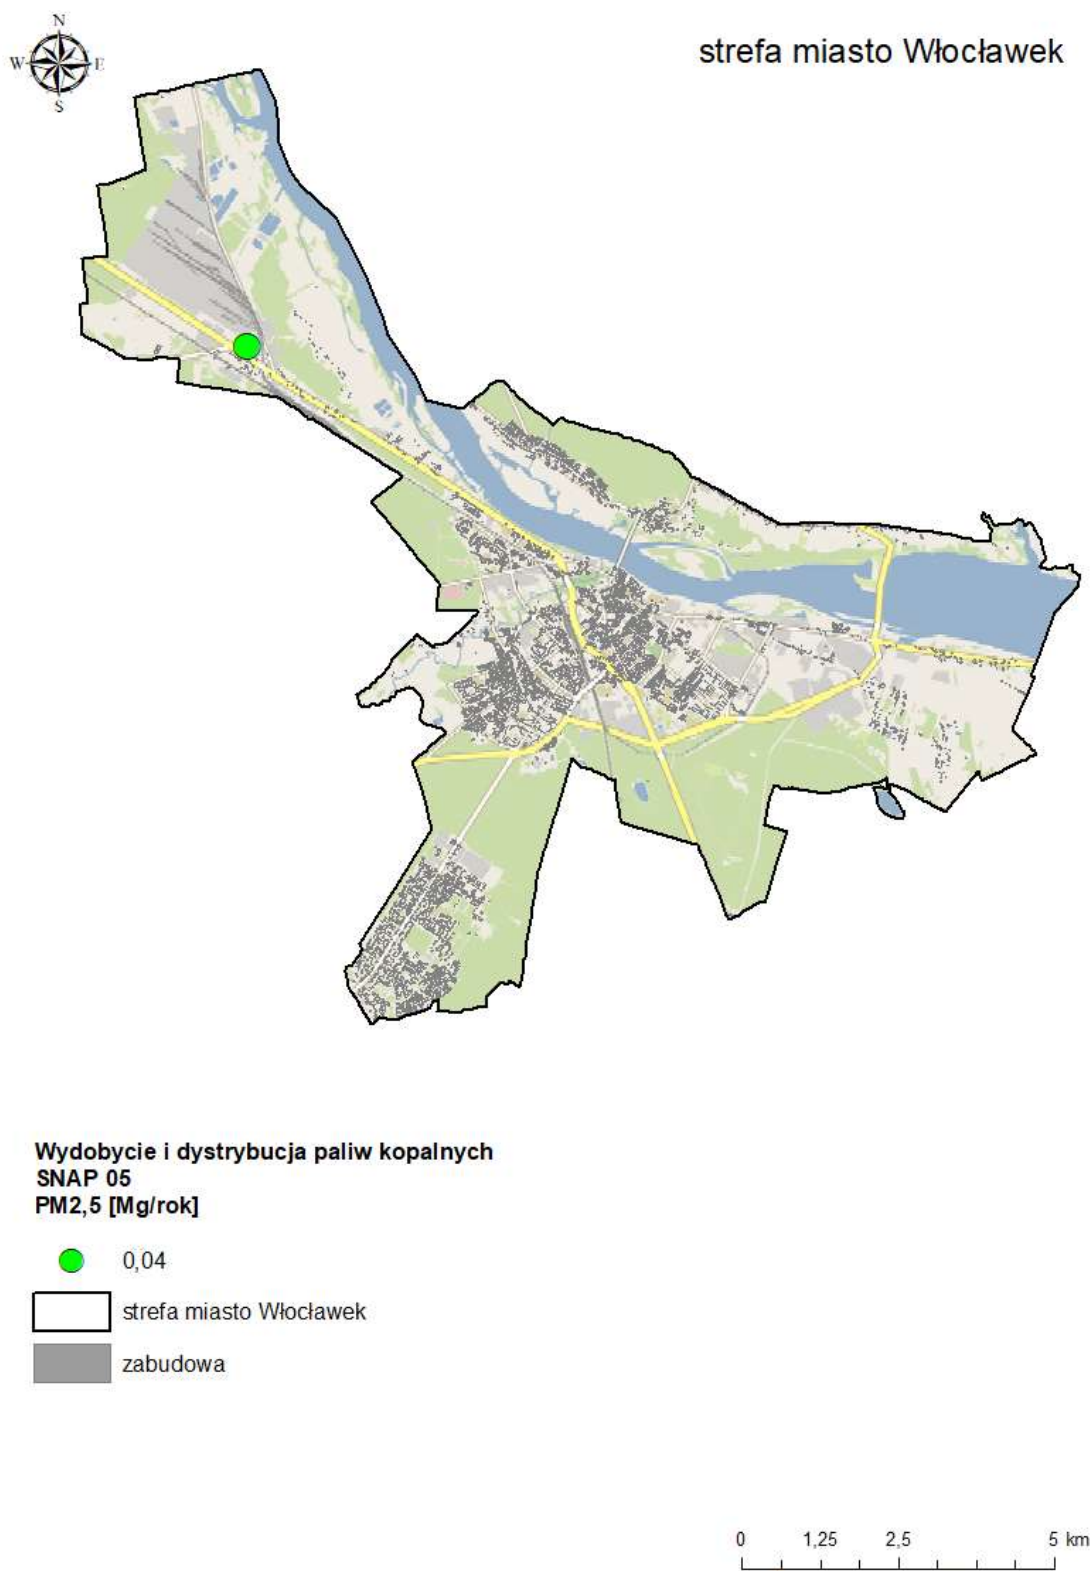 N
W E
S
strefa miasto Włocławek
Wydobycie i dystrybucja paliw kopalnych
SNAP 05
PM2,5 [Mg/rok]
0,04
strefa miasto Włocławek
zabudowa
0 1,25 2,5 5 km